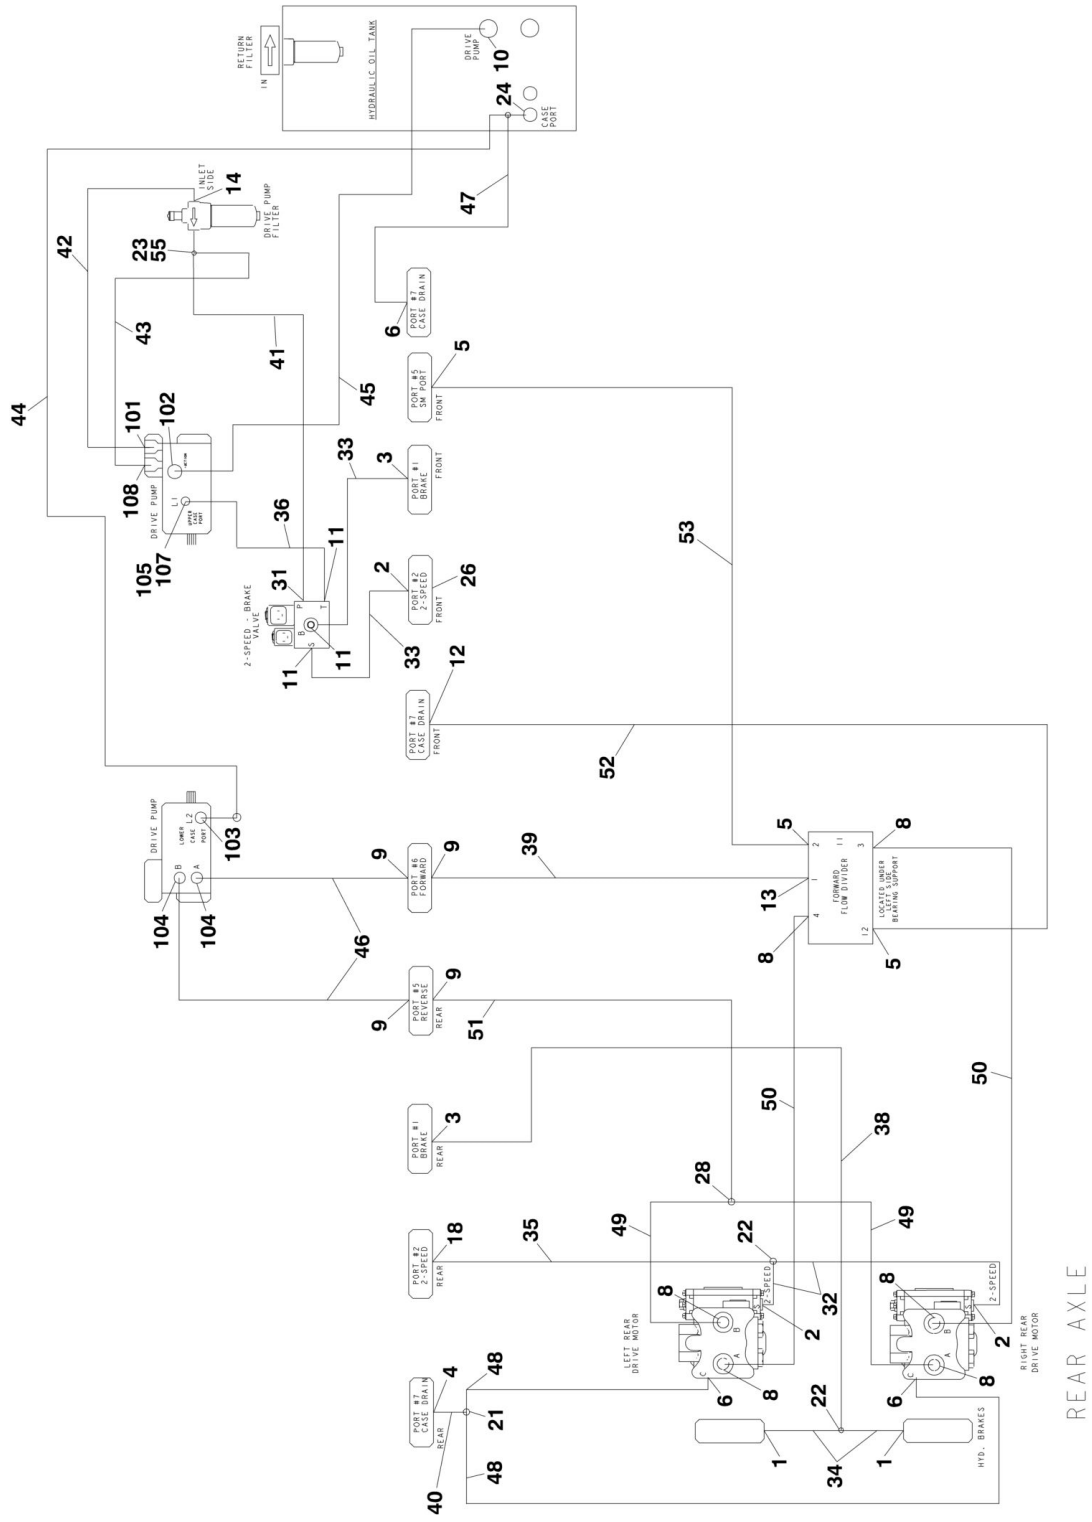 RETURN
FILTER
IN
HYDRAULIC OIL TANK
DRIVE
PUMP
10
24
CASE
PORT
44
42
INLET
SIDE
14
DRIVE PUMP
FILTER
23
55
43
41
47
6
PORT #7
CASE DRAIN
101
102
108
DRIVE PUMP
L1
UPPER
CASE
PORT
105
107
36
45
5
PORT #5
SM PORT
FRONT
33
3
PORT #1
BRAKE
FRONT
2-SPEED - BRAKE
VALVE
31
P
T
B
S
11
11
11
2
PORT #2
2-SPEED
FRONT
26
33
12
PORT #7
CASE DRAIN
FRONT
53
52
DRIVE PUMP
LOWER
CASE
PORT
L2
B
A
103
104
104
46
9
PORT #6
FORWARD
9
39
9
PORT #5
REVERSE
REAR
9
51
13
5
8
8
5
2
11
3
1
4
12
FORWARD
FLOW DIVIDER
LOCATED UNDER
LEFT SIDE
BEARING SUPPORT
PORT #1
BRAKE
REAR
3
50
50
38
28
49
49
PORT #2
2-SPEED
REAR
18
35
22
32
2-SPEED
2-SPEED
LEFT REAR
DRIVE MOTOR
8
S
B
A
C
2
6
8
RIGHT REAR
DRIVE MOTOR
8
S
B
A
C
2
6
8
PORT #7
CASE DRAIN
REAR
4
48
21
48
40
22
1
34
1
HYD. BRAKES
REAR AXLE